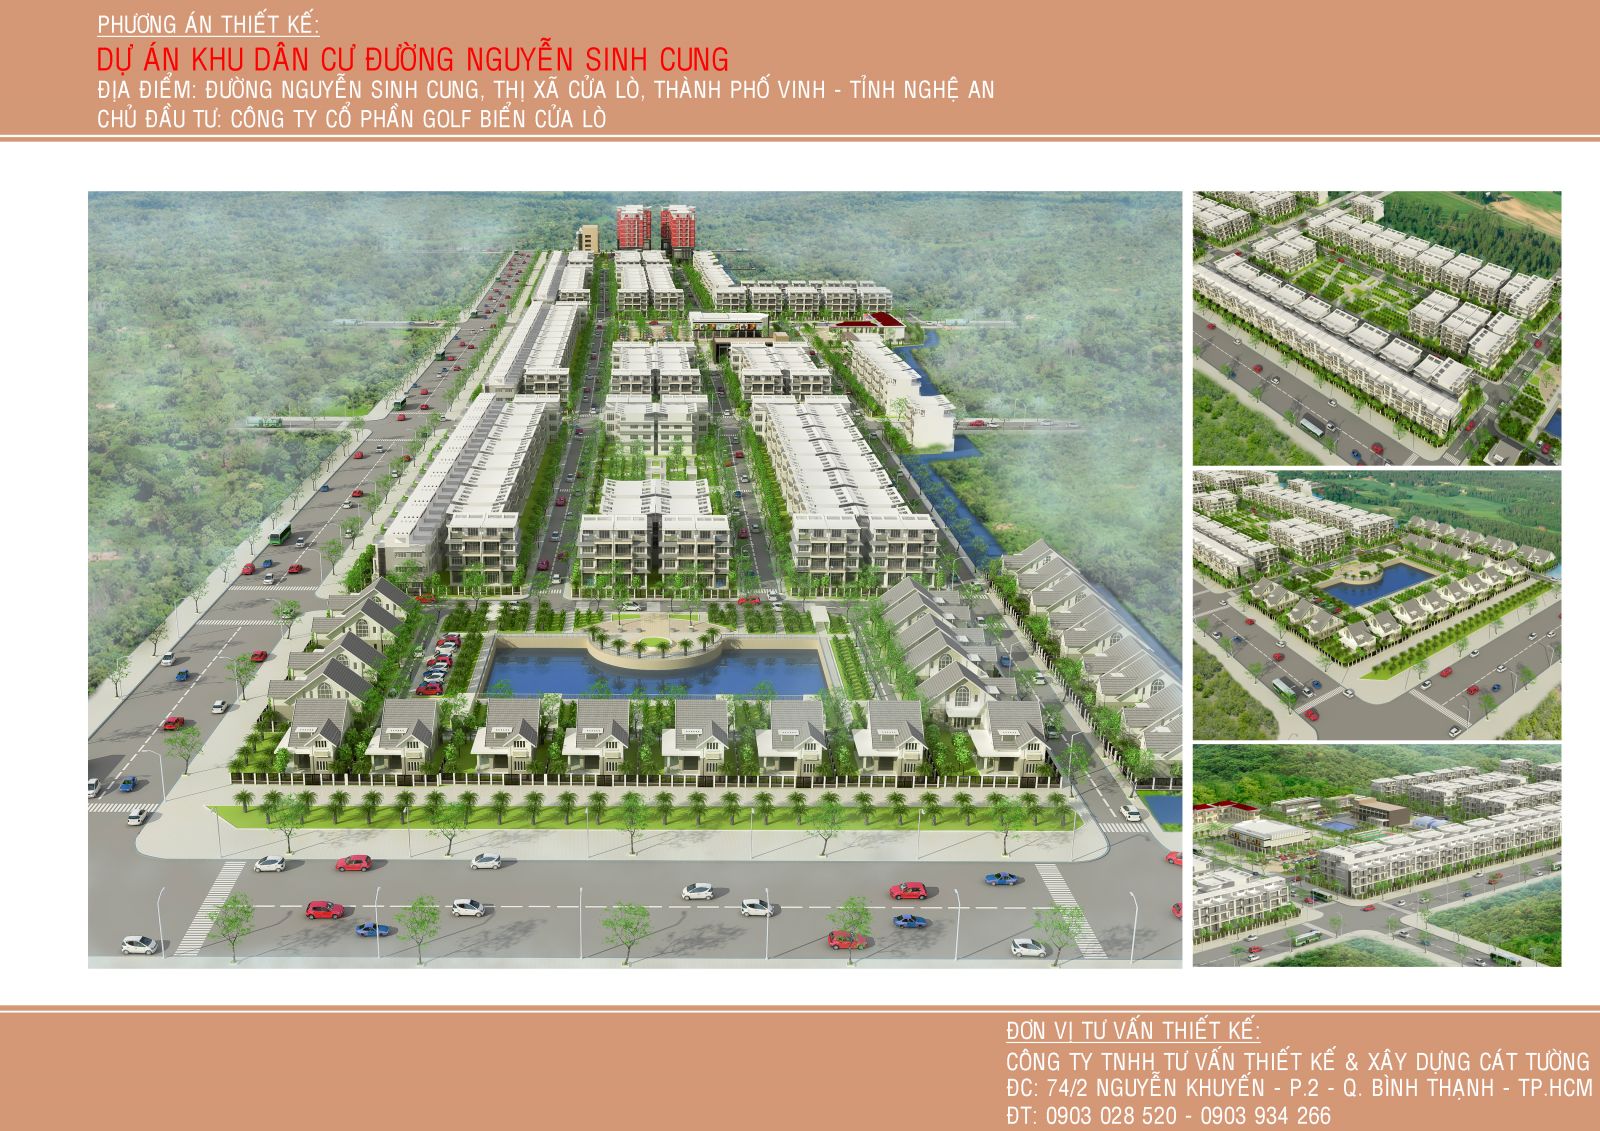 PHƯƠNG ÁN THIẾT KẾ:
DỰ ÁN KHU DÂN CƯ ĐƯỜNG NGUYỄN SINH CUNG
ĐỊA ĐIỂM: ĐƯỜNG NGUYỄN SINH CUNG, THỊ XÃ CỬA LÒ, THÀNH PHỐ VINH - TỈNH NGHỆ AN
CHỦ ĐẦU TƯ: CÔNG TY CỔ PHẦN GOLF BIỂN CỬA LÒ
ĐƠN VỊ TƯ VẤN THIẾT KẾ:
CÔNG TY TNHH TƯ VẤN THIẾT KẾ & XÂY DỰNG CÁT TƯỜNG
ĐC: 74/2 NGUYỄN KHUYẾN - P.2 - Q. BÌNH THẠNH - TP.HCM
ĐT: 0903 028 520 - 0903 934 266